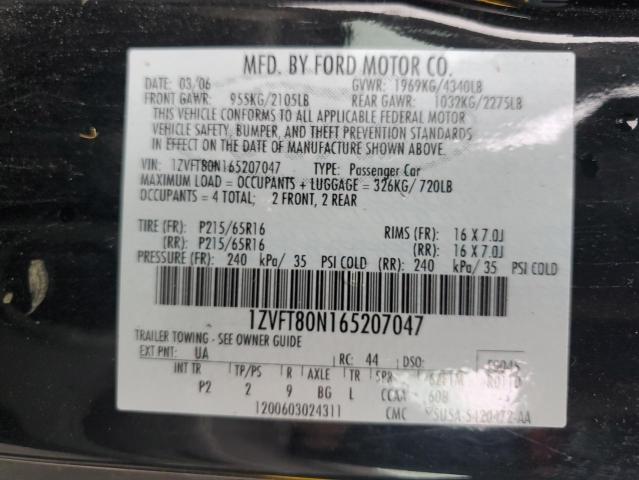 MFD. BY FORD MOTOR CO.
DATE: 03/06 GVWR: 1969KG/4340LB
FRONT GAWR: 955KG/2105LB REAR GAWR: 1032KG/2275LB
THIS VEHICLE CONFORMS TO ALL APPLICABLE FEDERAL MOTOR
VEHICLE SAFETY, BUMPER, AND THEFT PREVENTION STANDARDS
IN EFFECT ON THE DATE OF MANUFACTURE SHOWN ABOVE.
VIN: 1ZVFT80N165207047 TYPE: Passenger Car
MAXIMUM LOAD = OCCUPANTS + LUGGAGE = 326KG/720LB
OCCUPANTS = 4 TOTAL; 2 FRONT, 2 REAR
TIRE (FR): P215/65R16 RIMS (FR): 16 X 7.0J
(RR): P215/65R16 (RR): 16 X 7.0J
PRESSURE (FR): 240 kPa/ 35 PSI COLD (RR): 240 kPa/ 35 PSI COLD
1ZVFT80N165207047
TRAILER TOWING - SEE OWNER GUIDE
EXT PNT: UA RC: 44 DSO:
INT TR TP/PS R AXLE TR SPR
P2 2 9 BG L CCAA 608
1200603024311 CMC